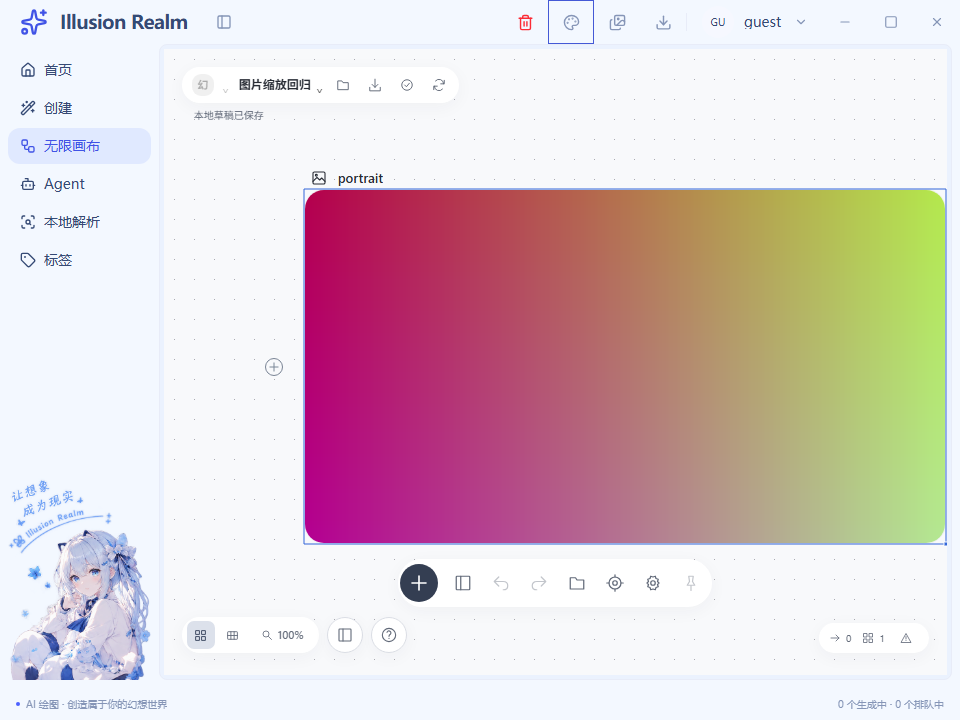 Illusion Realm
GU guest
首页
创建
无限画布
Agent
本地解析
标签
幻 图片缩放回归
本地草稿已保存
portrait
让想象
成为现实
Illusion Realm
100%
0 1
AI 绘图 · 创造属于你的幻想世界
0 个生成中 · 0 个排队中